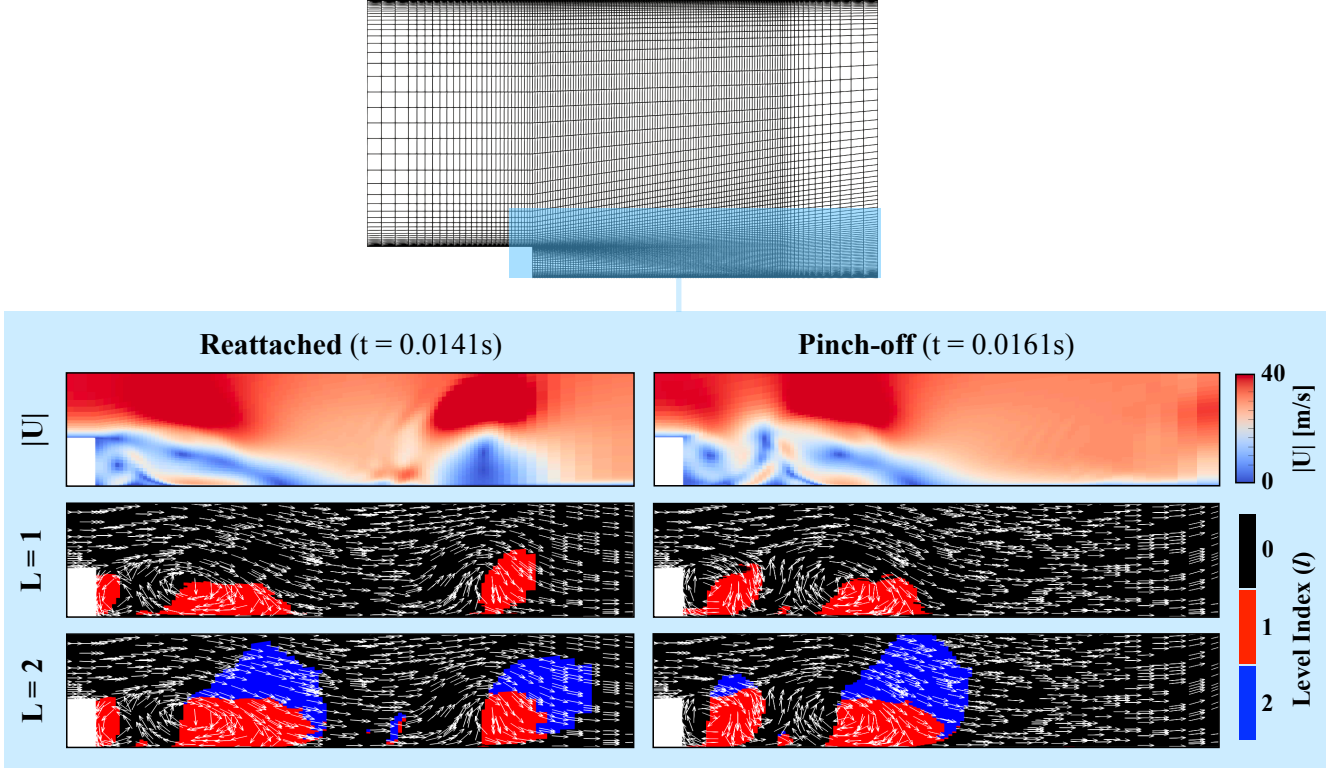 Reattached (t = 0.0141s)
Pinch-off (t = 0.0161s)
|U|
40
0
|U| [m/s]
L = 1
L = 2
0
1
2
Level Index (l)